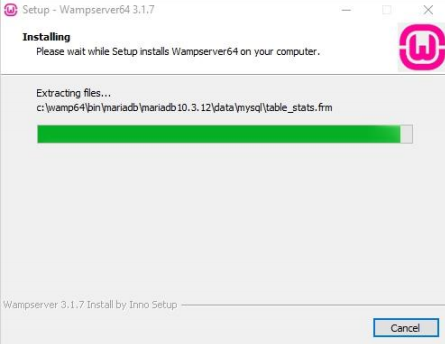 Setup - Wampserver64 3.1.7
Installing
Please wait while Setup installs Wampserver64 on your computer.
Extracting files...
c:\wamp64\bin\mariadb\mariadb10.3.12\data\mysql\table_stats.frm
Wampserver 3.1.7 Install by Inno Setup
Cancel